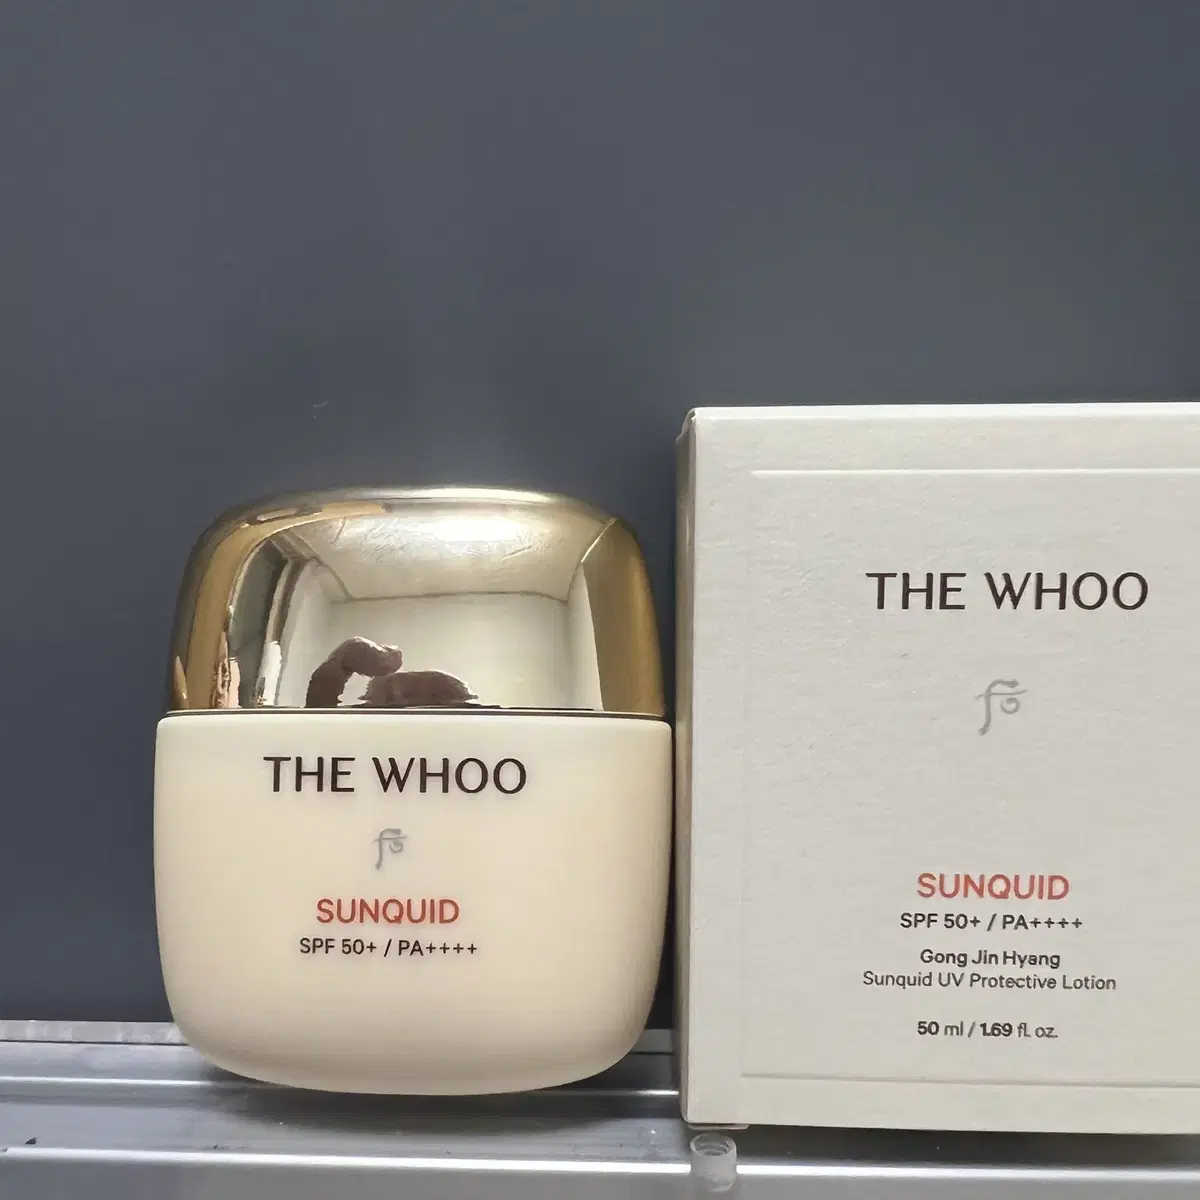 THE WHOO
SUNQUID
SPF 50+ / PA++++
THE WHOO
SUNQUID
SPF 50+ / PA++++
Gong Jin Hyang
Sunquid UV Protective Lotion
50 ml / 1.69 fl. oz.